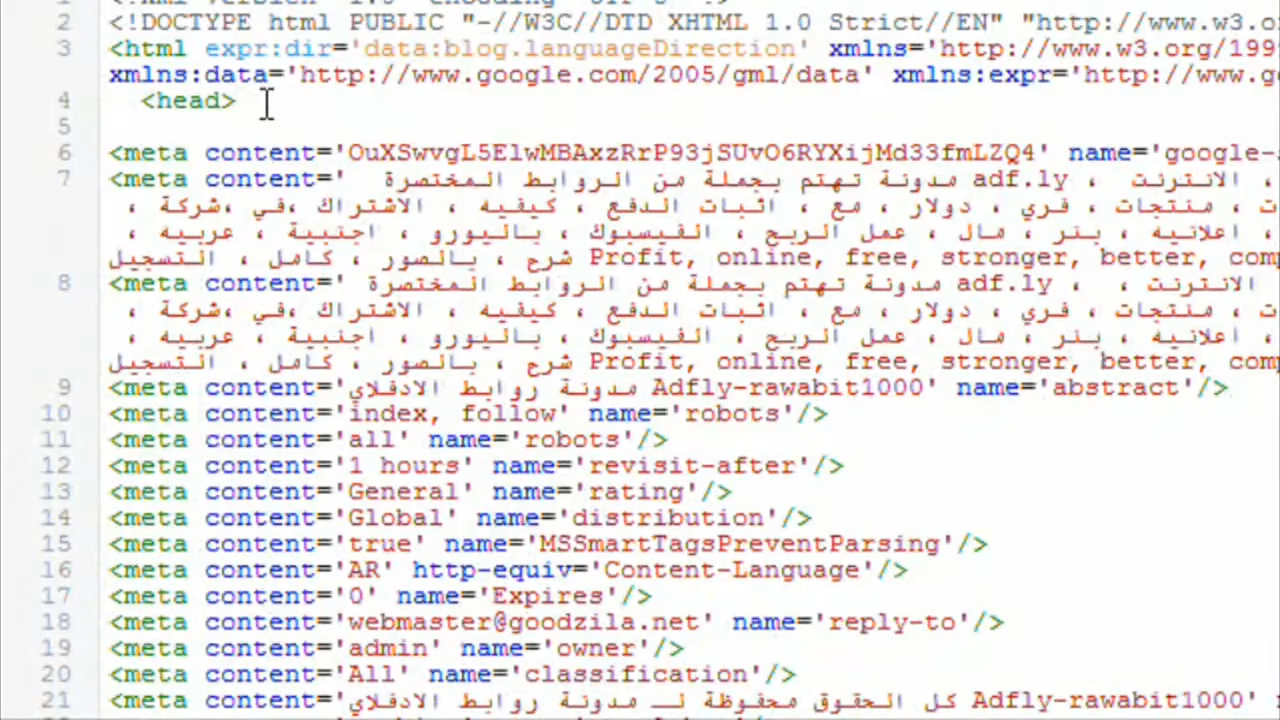 2 <!DOCTYPE html PUBLIC "-//W3C//DTD XHTML 1.0 Strict//EN" "http://www.w3.o
3 <html expr:dir='data:blog.languageDirection' xmlns='http://www.w3.org/199
xmlns:data='http://www.google.com/2005/gml/data' xmlns:expr='http://www.g
4 <head>
5
6 <meta content='OuXSwvgL5ElwMBAxzRrP93jSUvO6RYXijMd33fmLZQ4' name='google-
7 <meta content=' مدونة تهتم بجملة من الروابط المختصرة adf.ly ، الانترنت ،
، منتجات ، فري ، دولار ، مع ، اثبات الدفع ، كيفيه ، الاشتراك ،في ،شركة ،
، اعلانيه ، بنر ، مال ، عمل الربح ، الفيسبوك ، باليورو ، اجنبية ، عربيه ،
شرح ، بالصور ، كامل ، التسجيل Profit, online, free, stronger, better, com
8 <meta content=' مدونة تهتم بجملة من الروابط المختصرة adf.ly ، ، الانترنت
، منتجات ، فري ، دولار ، مع ، اثبات الدفع ، كيفيه ، الاشتراك ،في ،شركة ،
، اعلانيه ، بنر ، مال ، عمل الربح ، الفيسبوك ، باليورو ، اجنبية ، عربيه ،
شرح ، بالصور ، كامل ، التسجيل Profit, online, free, stronger, better, com
9 <meta content='مدونة روابط الادفلاي Adfly-rawabit1000' name='abstract'/>
10 <meta content='index, follow' name='robots'/>
11 <meta content='all' name='robots'/>
12 <meta content='1 hours' name='revisit-after'/>
13 <meta content='General' name='rating'/>
14 <meta content='Global' name='distribution'/>
15 <meta content='true' name='MSSmartTagsPreventParsing'/>
16 <meta content='AR' http-equiv='Content-Language'/>
17 <meta content='0' name='Expires'/>
18 <meta content='webmaster@goodzila.net' name='reply-to'/>
19 <meta content='admin' name='owner'/>
20 <meta content='All' name='classification'/>
21 <meta content='كل الحقوق محفوظة لـ مدونة روابط الادفلاي Adfly-rawabit1000'